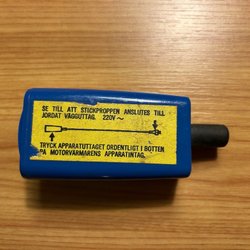 SE TILL ATT STICKPROPPEN ANSLUTES TILL
JORDAT VÄGGUTTAG. 220V ~
TRYCK APPARATUTTAGET ORDENTLIGT I BOTTEN
PÅ MOTORVÄRMARENS APPARATINTAG.